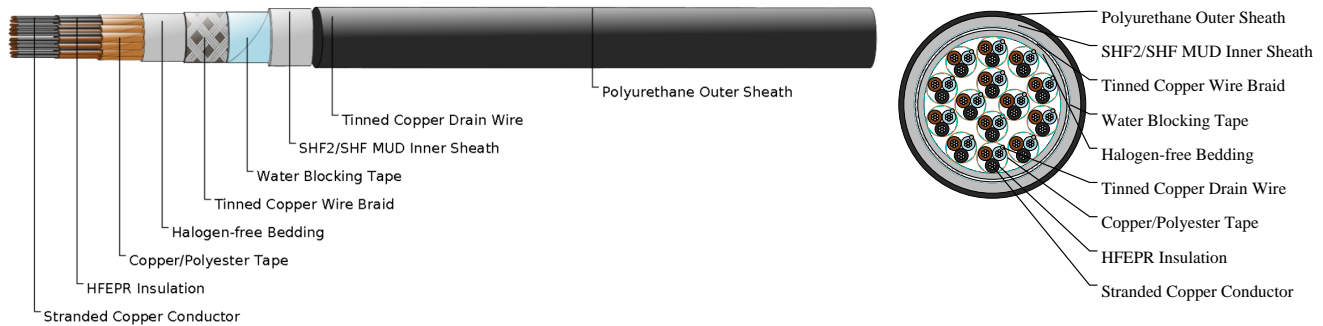 Polyurethane Outer Sheath
Tinned Copper Drain Wire
SHF2/SHF MUD Inner Sheath
Water Blocking Tape
Tinned Copper Wire Braid
Halogen-free Bedding
Copper/Polyester Tape
HFEPR Insulation
Stranded Copper Conductor
Polyurethane Outer Sheath
SHF2/SHF MUD Inner Sheath
Tinned Copper Wire Braid
Water Blocking Tape
Halogen-free Bedding
Tinned Copper Drain Wire
Copper/Polyester Tape
HFEPR Insulation
Stranded Copper Conductor